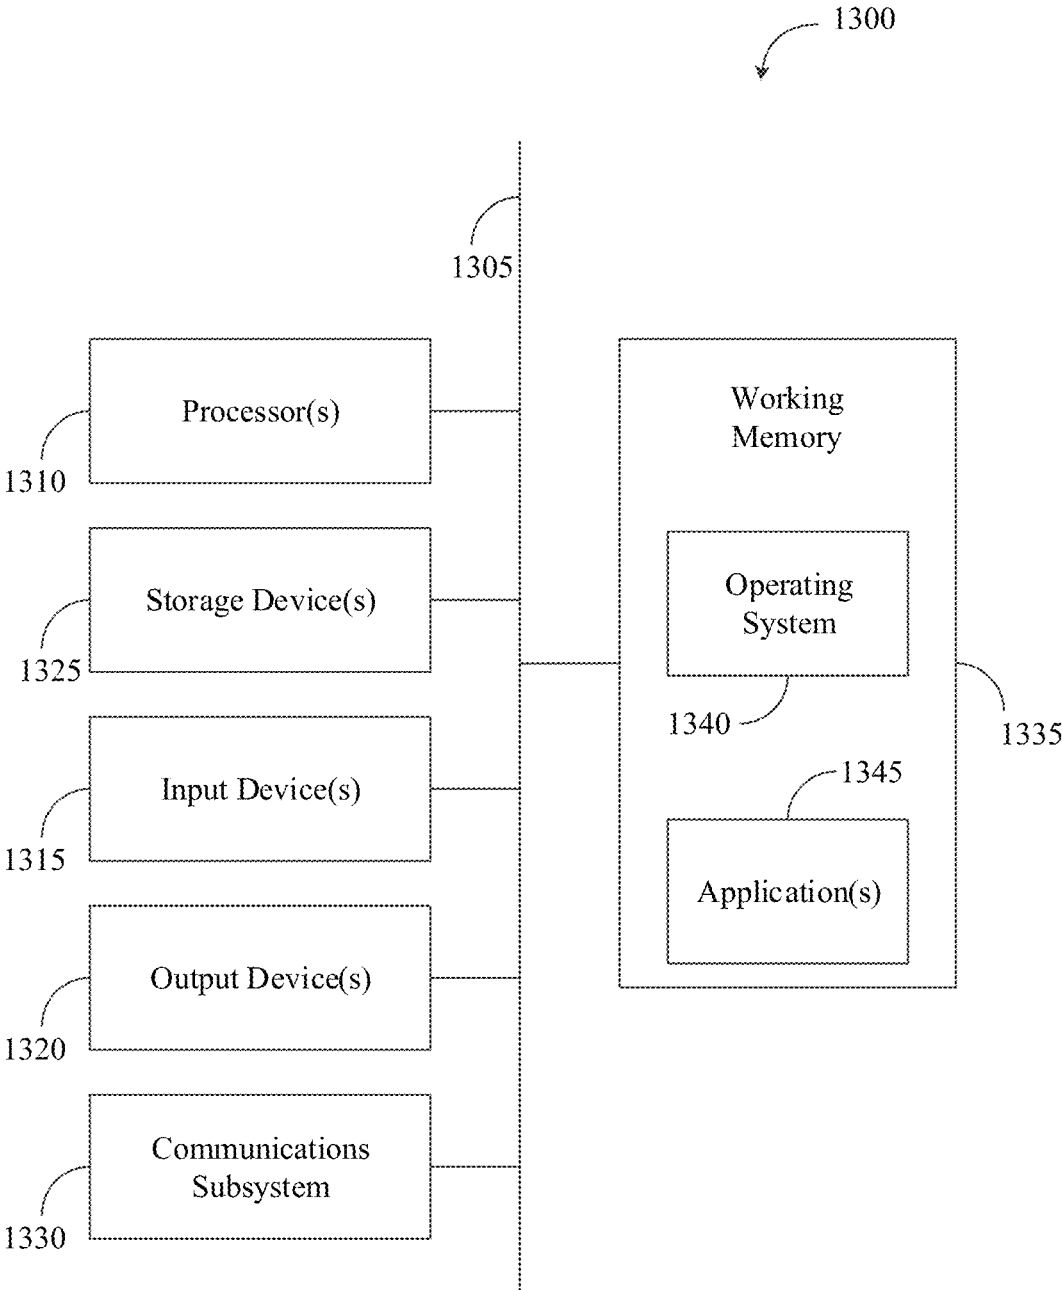 1300
1305
Processor(s)
1310
Storage Device(s)
1325
Input Device(s)
1315
Output Device(s)
1320
Communications
Subsystem
1330
Working
Memory
Operating
System
1340
1335
1345
Application(s)